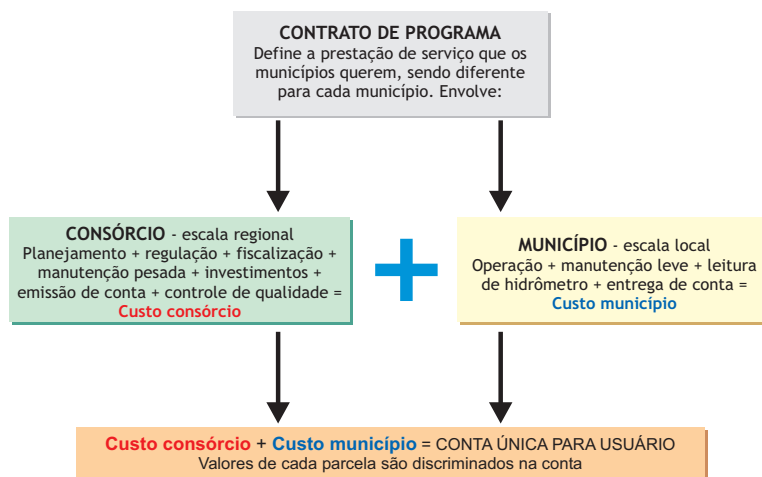 CONTRATO DE PROGRAMA
Define a prestação de serviço que os
municípios querem, sendo diferente
para cada município. Envolve:
CONSÓRCIO - escala regional
Planejamento + regulação + fiscalização +
manutenção pesada + investimentos +
emissão de conta + controle de qualidade =
Custo consórcio
+
MUNICÍPIO - escala local
Operação + manutenção leve + leitura
de hidrômetro + entrega de conta =
Custo município
Custo consórcio + Custo município = CONTA ÚNICA PARA USUÁRIO
Valores de cada parcela são discriminados na conta